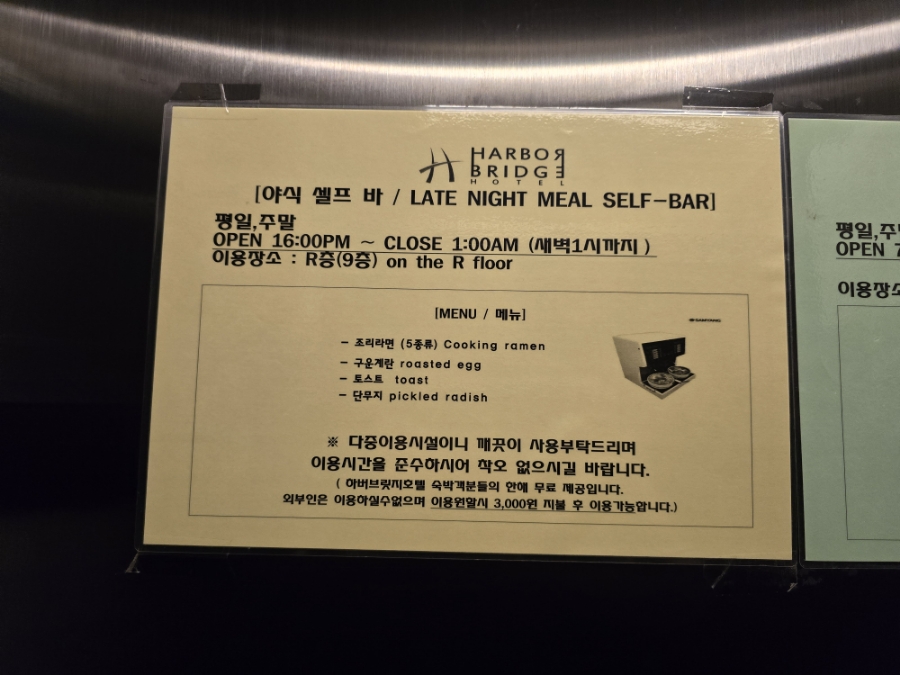 HARBOR
BRIDGE
HOTEL
[야식 셀프 바 / LATE NIGHT MEAL SELF-BAR]
평일,주말
OPEN 16:00PM ~ CLOSE 1:00AM (새벽1시까지)
이용장소 : R층(9층) on the R floor
[MENU / 메뉴]
SAMYANG
- 조리라면 (5종류) Cooking ramen
- 구운계란 roasted egg
- 토스트 toast
- 단무지 pickled radish
※ 다중이용시설이니 깨끗이 사용부탁드리며
이용시간을 준수하시어 착오 없으시길 바랍니다.
( 하버브릿지호텔 숙박객분들의 한해 무료 제공입니다.
외부인은 이용하실수없으며 이용원할시 3,000원 지불 후 이용가능합니다.)
평일,주
OPEN 7
이용장소